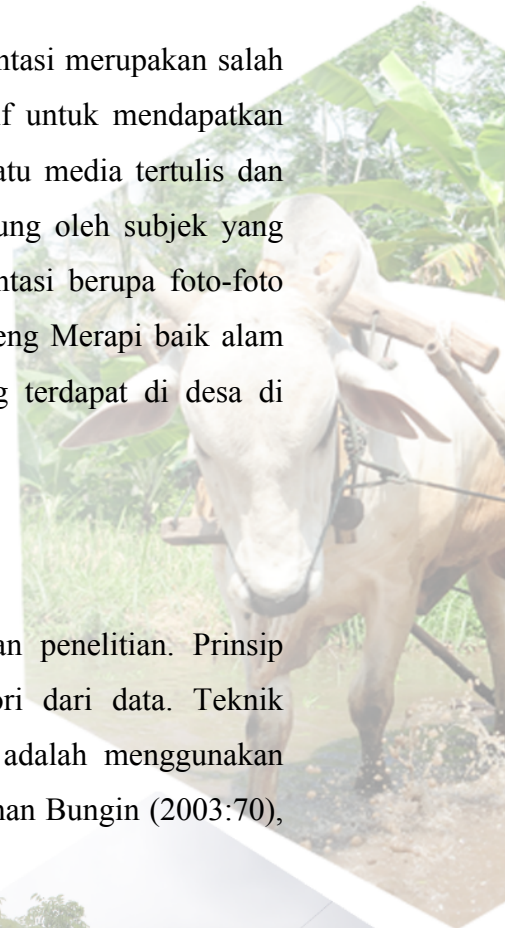 ntasi merupakan salah
f untuk mendapatkan
atu media tertulis dan
ung oleh subjek yang
ntasi berupa foto-foto
eng Merapi baik alam
g terdapat di desa di
an penelitian. Prinsip
ori dari data. Teknik
adalah menggunakan
nan Bungin (2003:70),